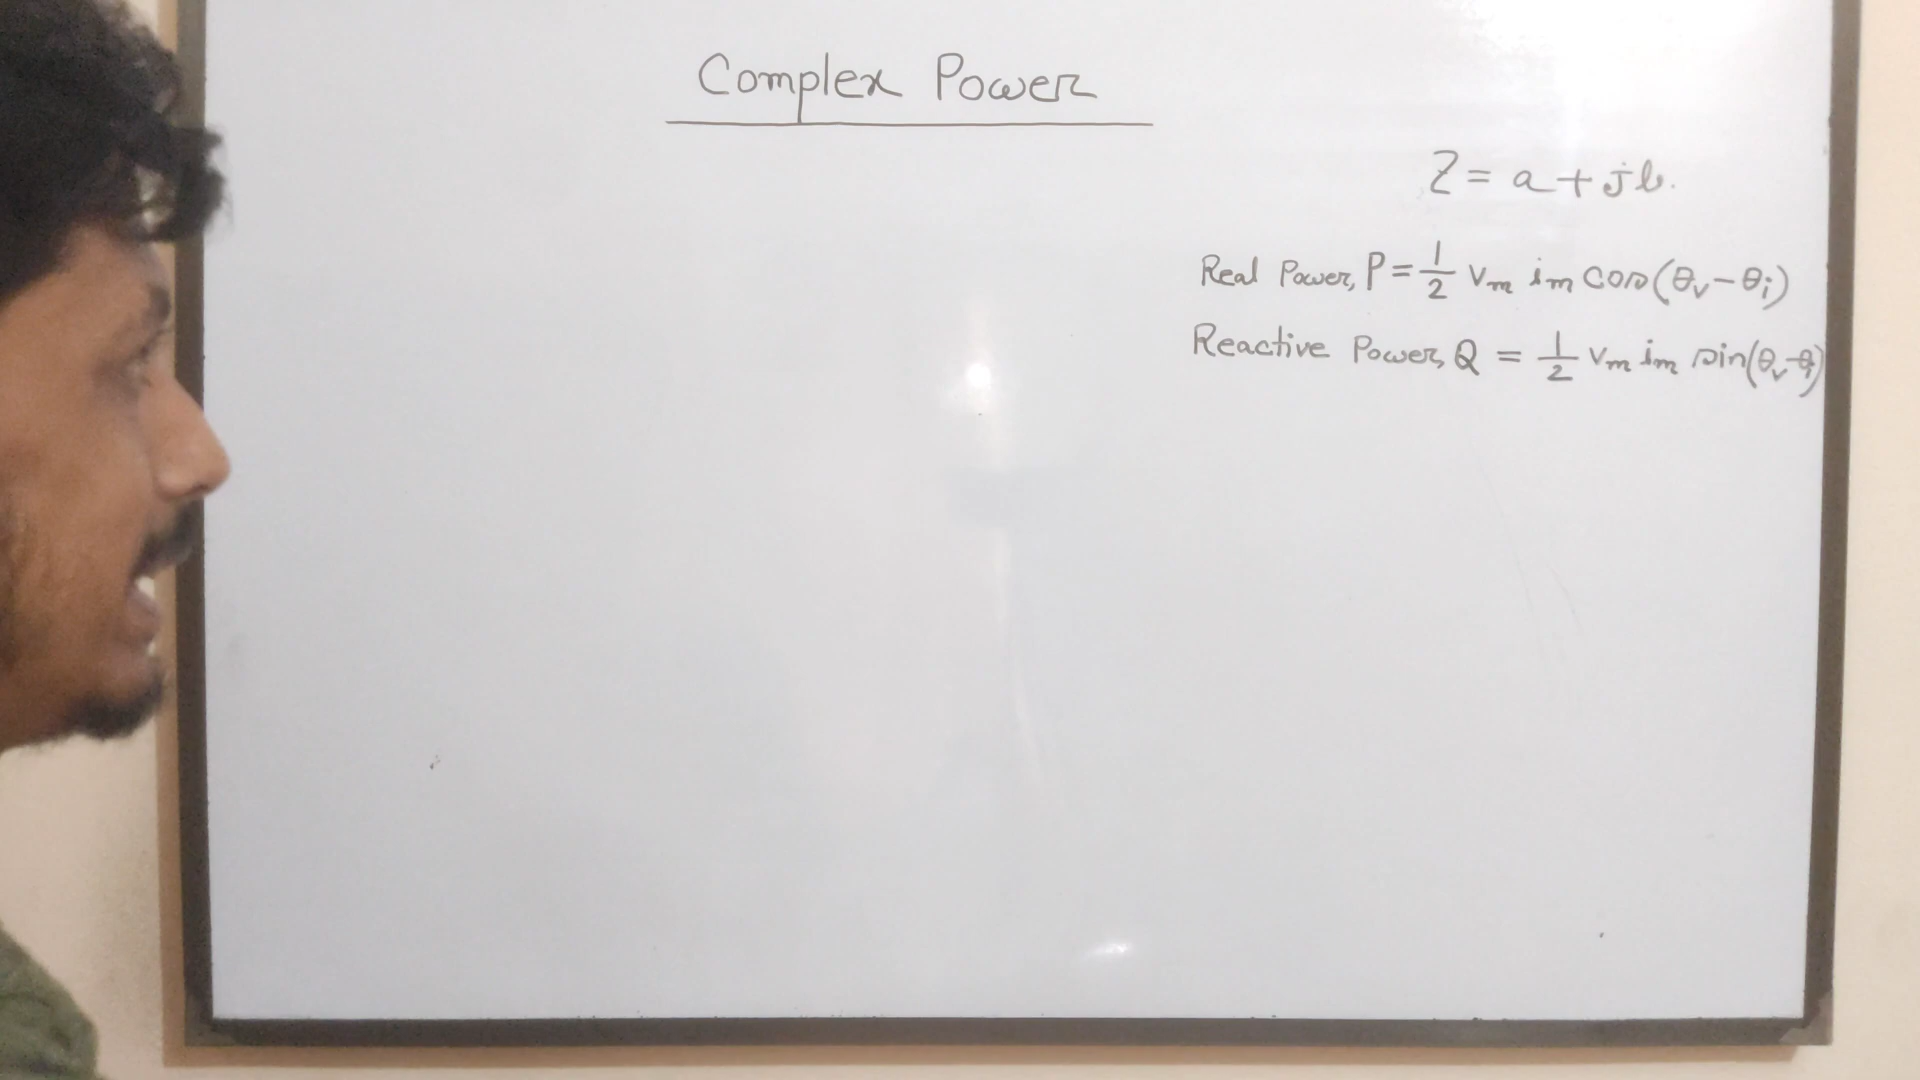 Complex Power
Z = a + jb.
Real Power, P = 1/2 Vm im cos(θv - θi)
Reactive Power, Q = 1/2 Vm im sin(θv - θi)